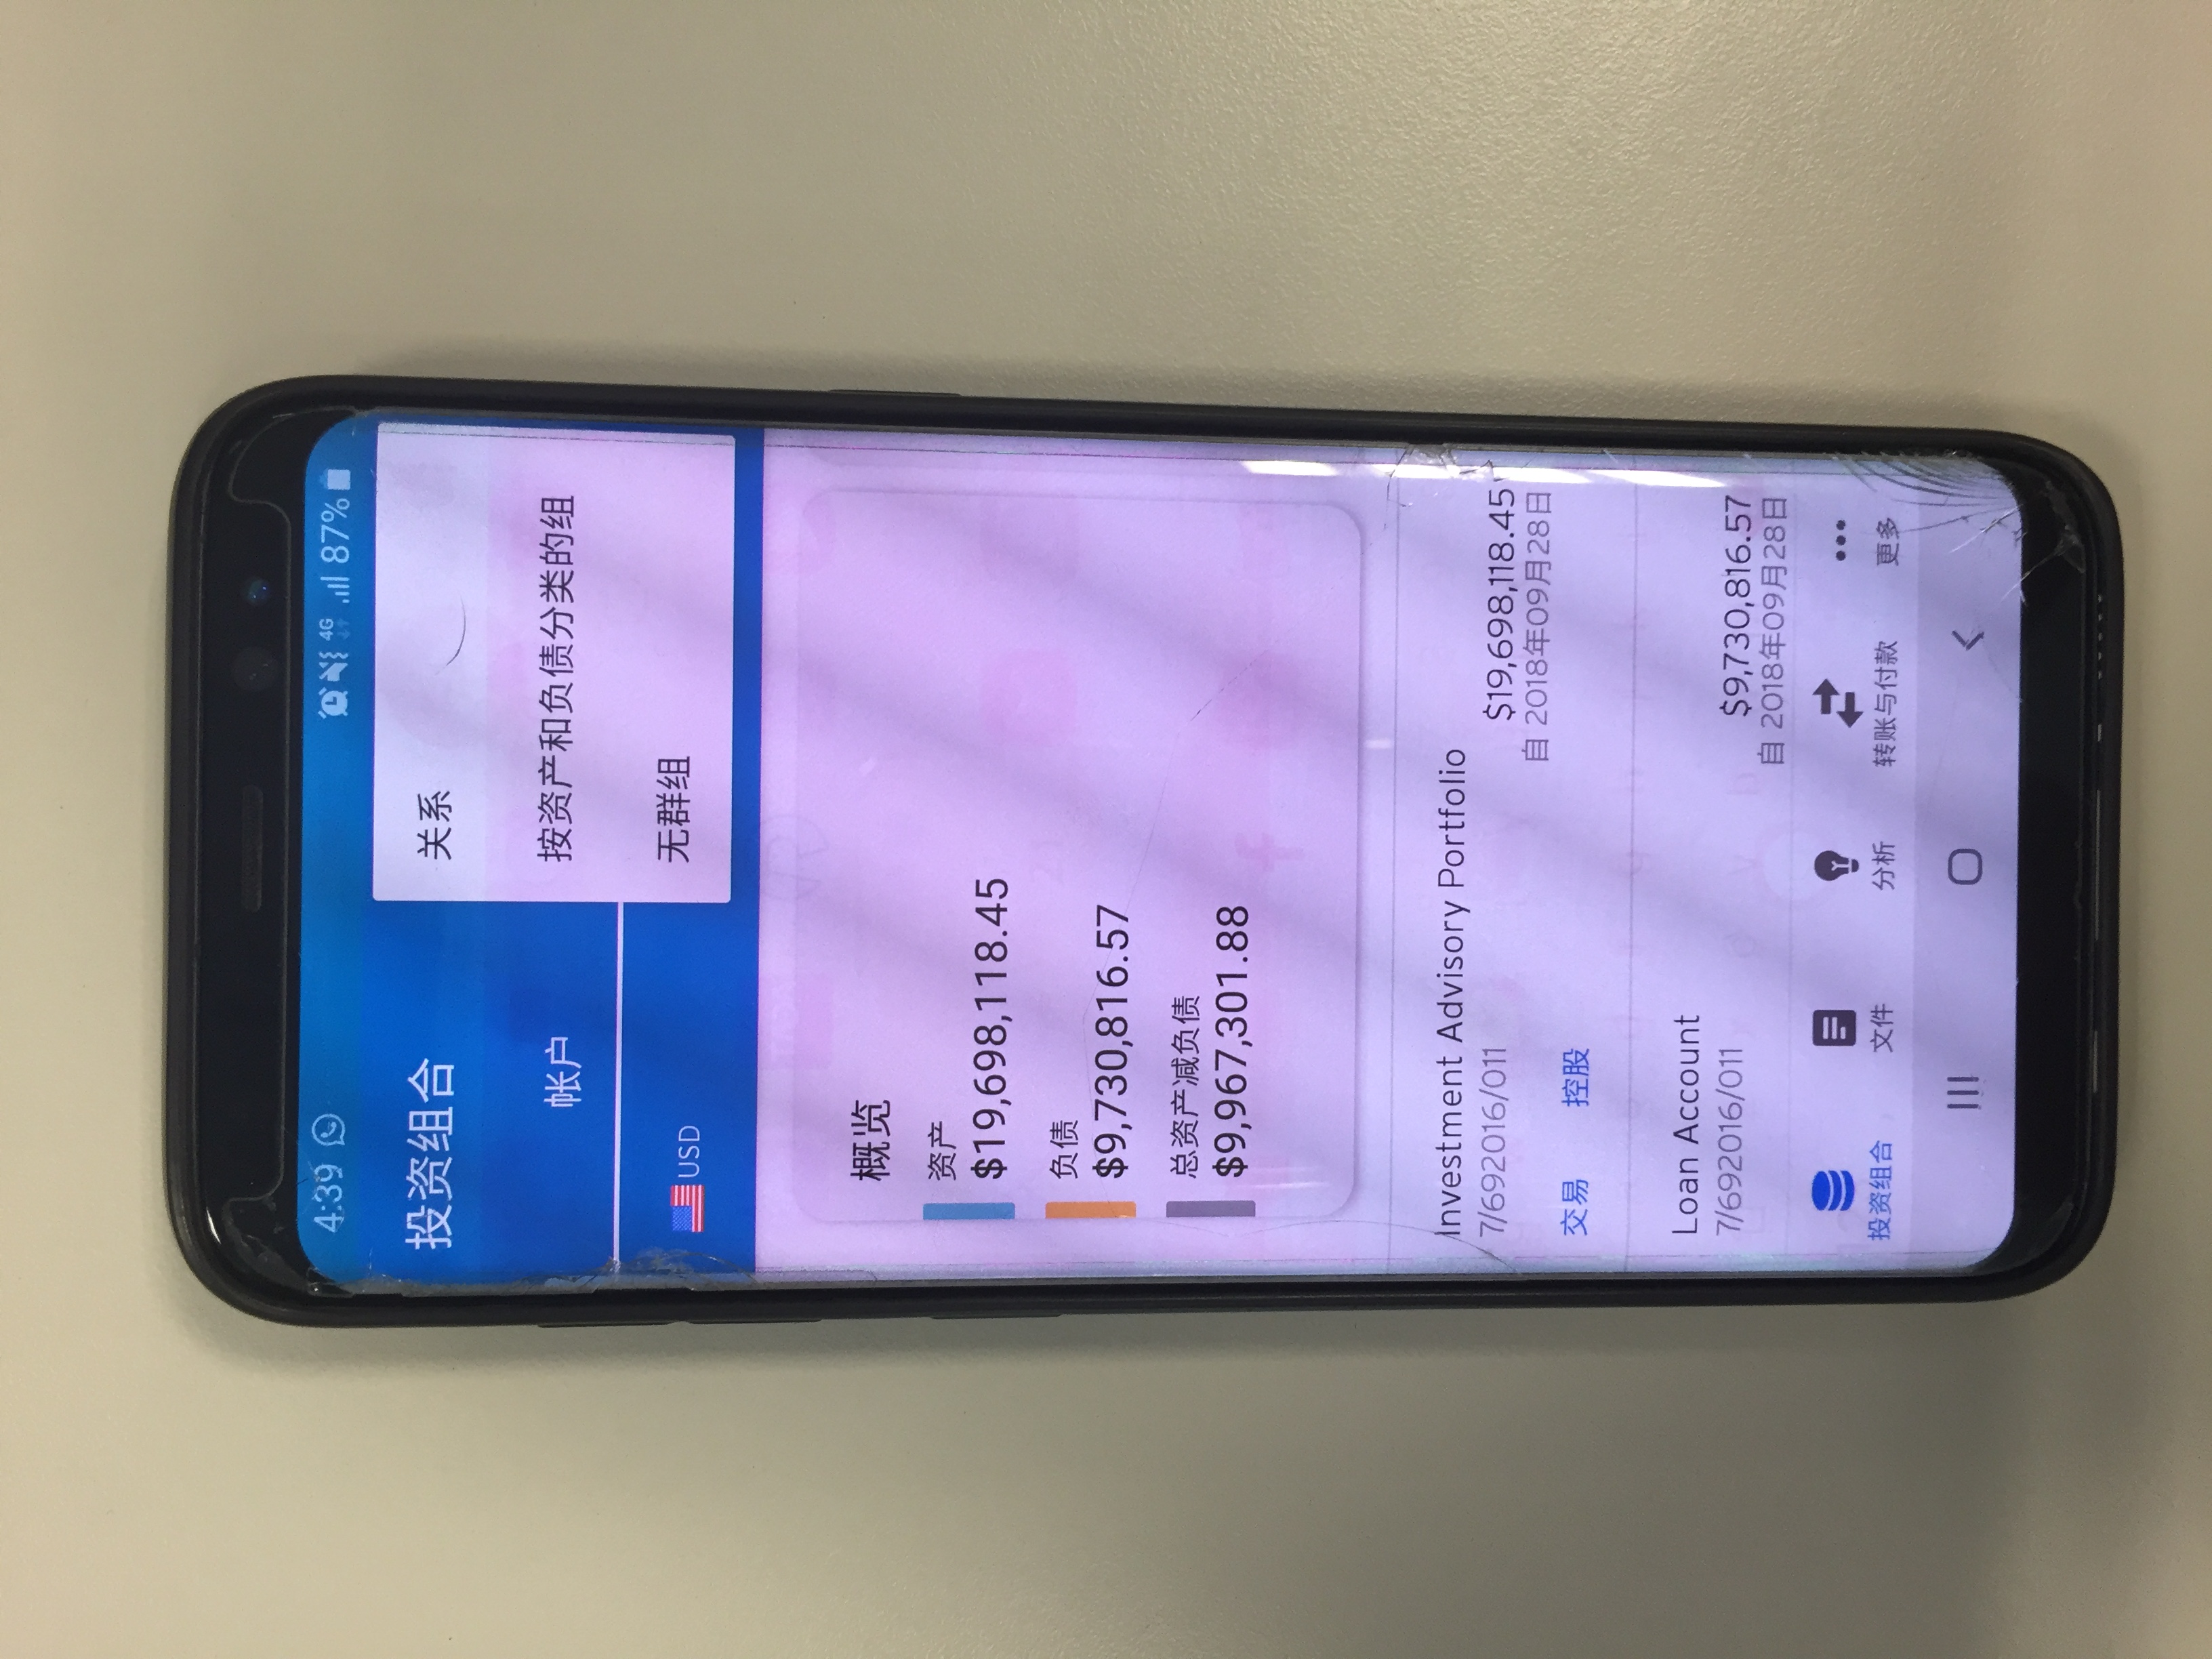 4:39
4G 87%
投资组合
关系
按资产和负债分类的组
帐户
无群组
USD
概览
资产
$19,698,118.45
负债
$9,730,816.57
总资产减负债
$9,967,301.88
Investment Advisory Portfolio
7/692016/011
$19,698,118.45
自 2018年09月28日
交易 控股
Loan Account
7/692016/011
$9,730,816.57
自 2018年09月28日
投资组合 文件 分析 转账与付款 更多